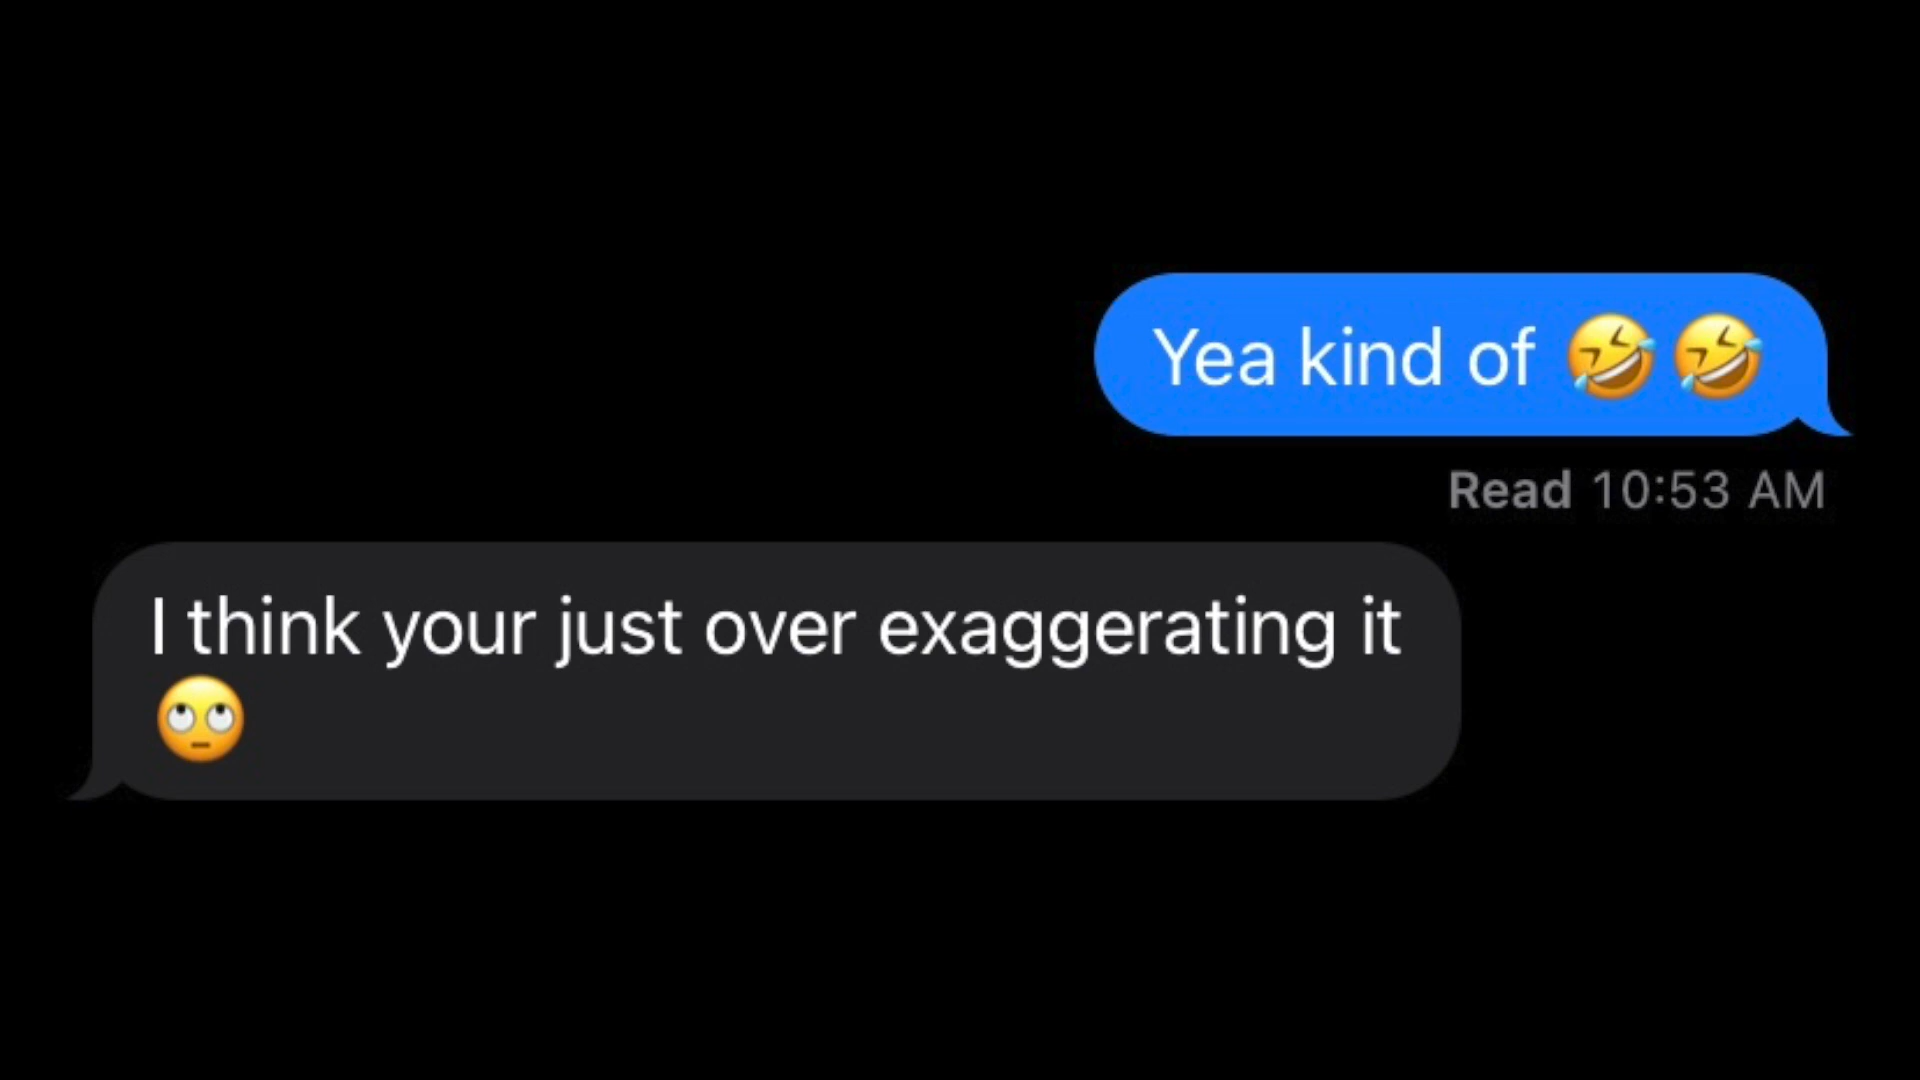 Yea kind of 🤣🤣
Read 10:53 AM
I think your just over exaggerating it
🙄